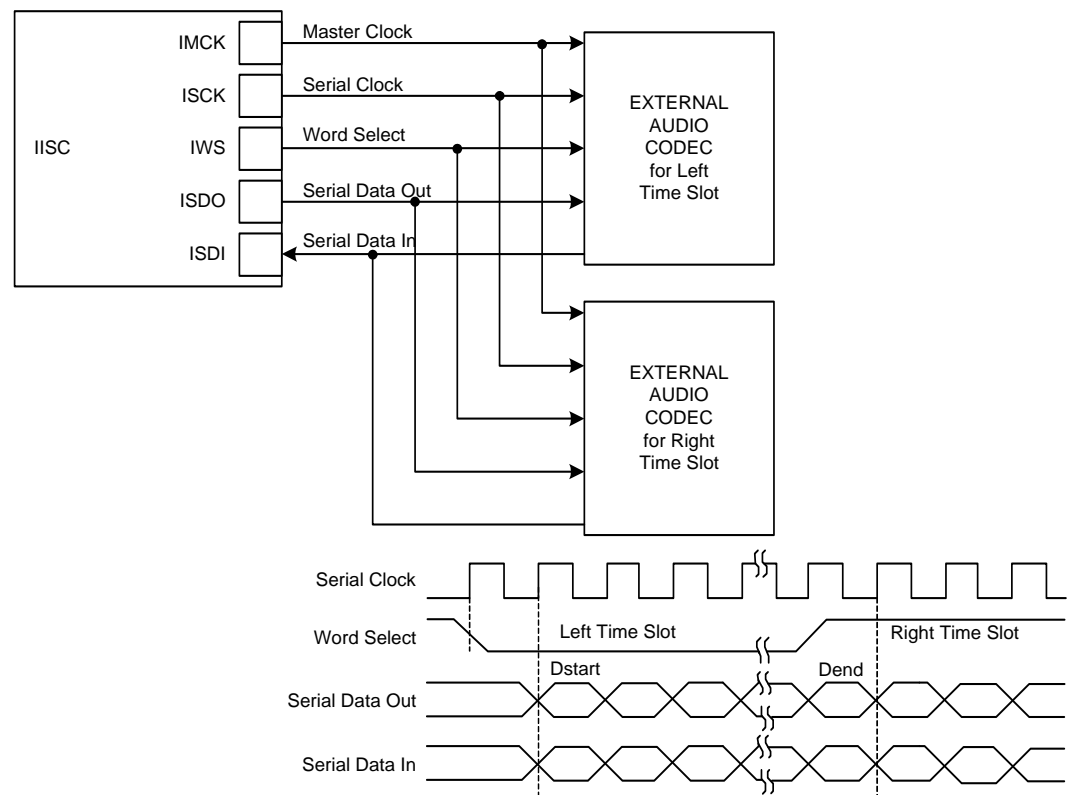 IISC
IMCK
ISCK
IWS
ISDO
ISDI
Master Clock
Serial Clock
Word Select
Serial Data Out
Serial Data In
EXTERNAL
AUDIO
CODEC
for Left
Time Slot
EXTERNAL
AUDIO
CODEC
for Right
Time Slot
Serial Clock
Word Select
Left Time Slot
Right Time Slot
Dstart
Dend
Serial Data Out
Serial Data In